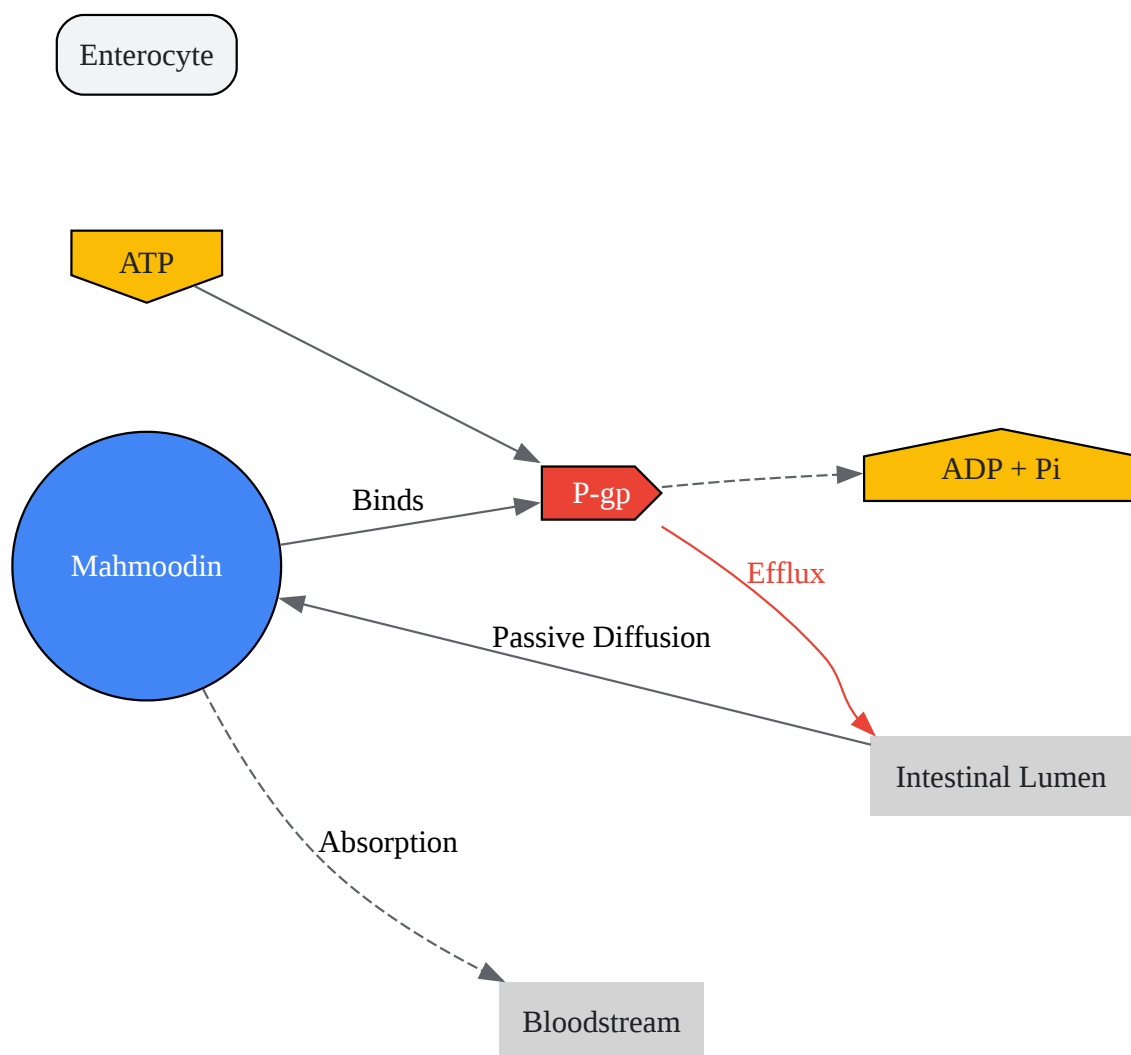 Enterocyte
ATP
ADP + Pi
P-gp
Binds
Mahmoodin
Efflux
Passive Diffusion
Intestinal Lumen
Absorption
Bloodstream